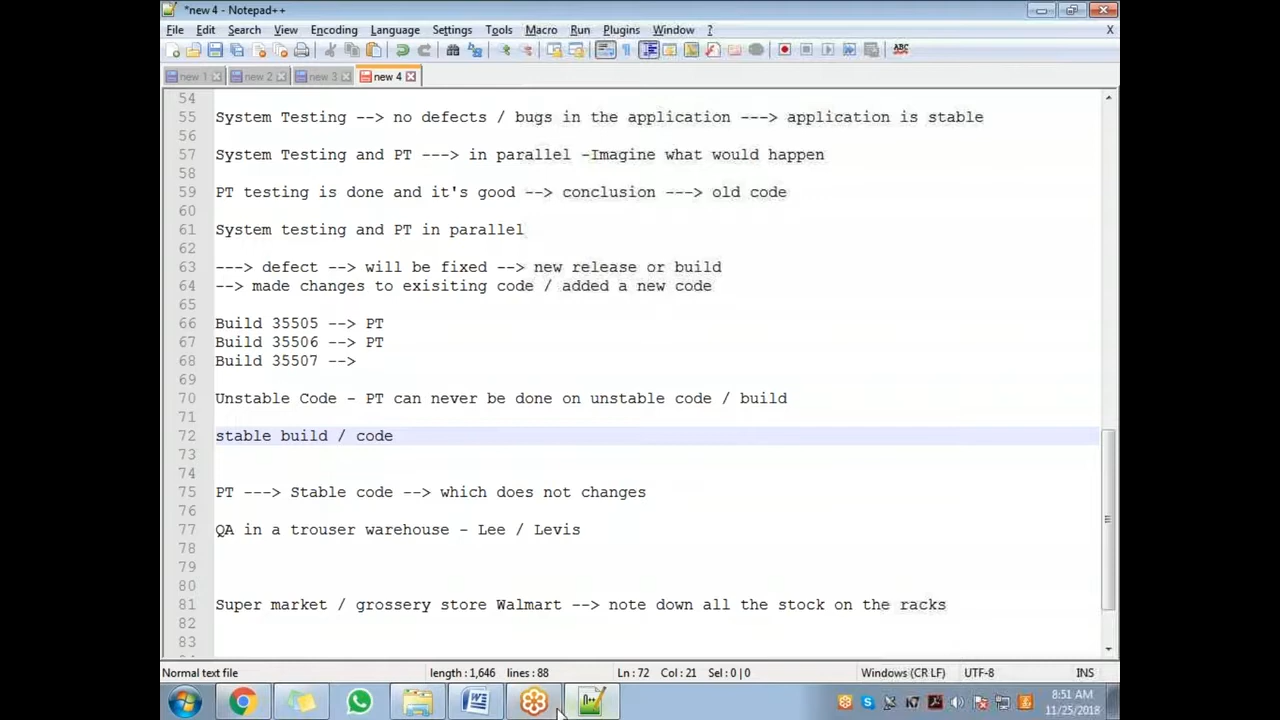 *new 4 - Notepad++
File Edit Search View Encoding Language Settings Tools Macro Run Plugins Window ? X
ABC
new 1 new 2 new 3 new 4
54
55 System Testing --> no defects / bugs in the application ---> application is stable
56
57 System Testing and PT ---> in parallel -Imagine what would happen
58
59 PT testing is done and it's good --> conclusion ---> old code
60
61 System testing and PT in parallel
62
63 ---> defect --> will be fixed --> new release or build
64 --> made changes to exisiting code / added a new code
65
66 Build 35505 --> PT
67 Build 35506 --> PT
68 Build 35507 -->
69
70 Unstable Code - PT can never be done on unstable code / build
71
72 stable build / code
73
74
75 PT ---> Stable code --> which does not changes
76
77 QA in a trouser warehouse - Lee / Levis
78
79
80
81 Super market / grossery store Walmart --> note down all the stock on the racks
82
83
Normal text file length : 1,646 lines : 88 Ln : 72 Col : 21 Sel : 0 | 0 Windows (CR LF) UTF-8 INS
8:51 AM
11/25/2018